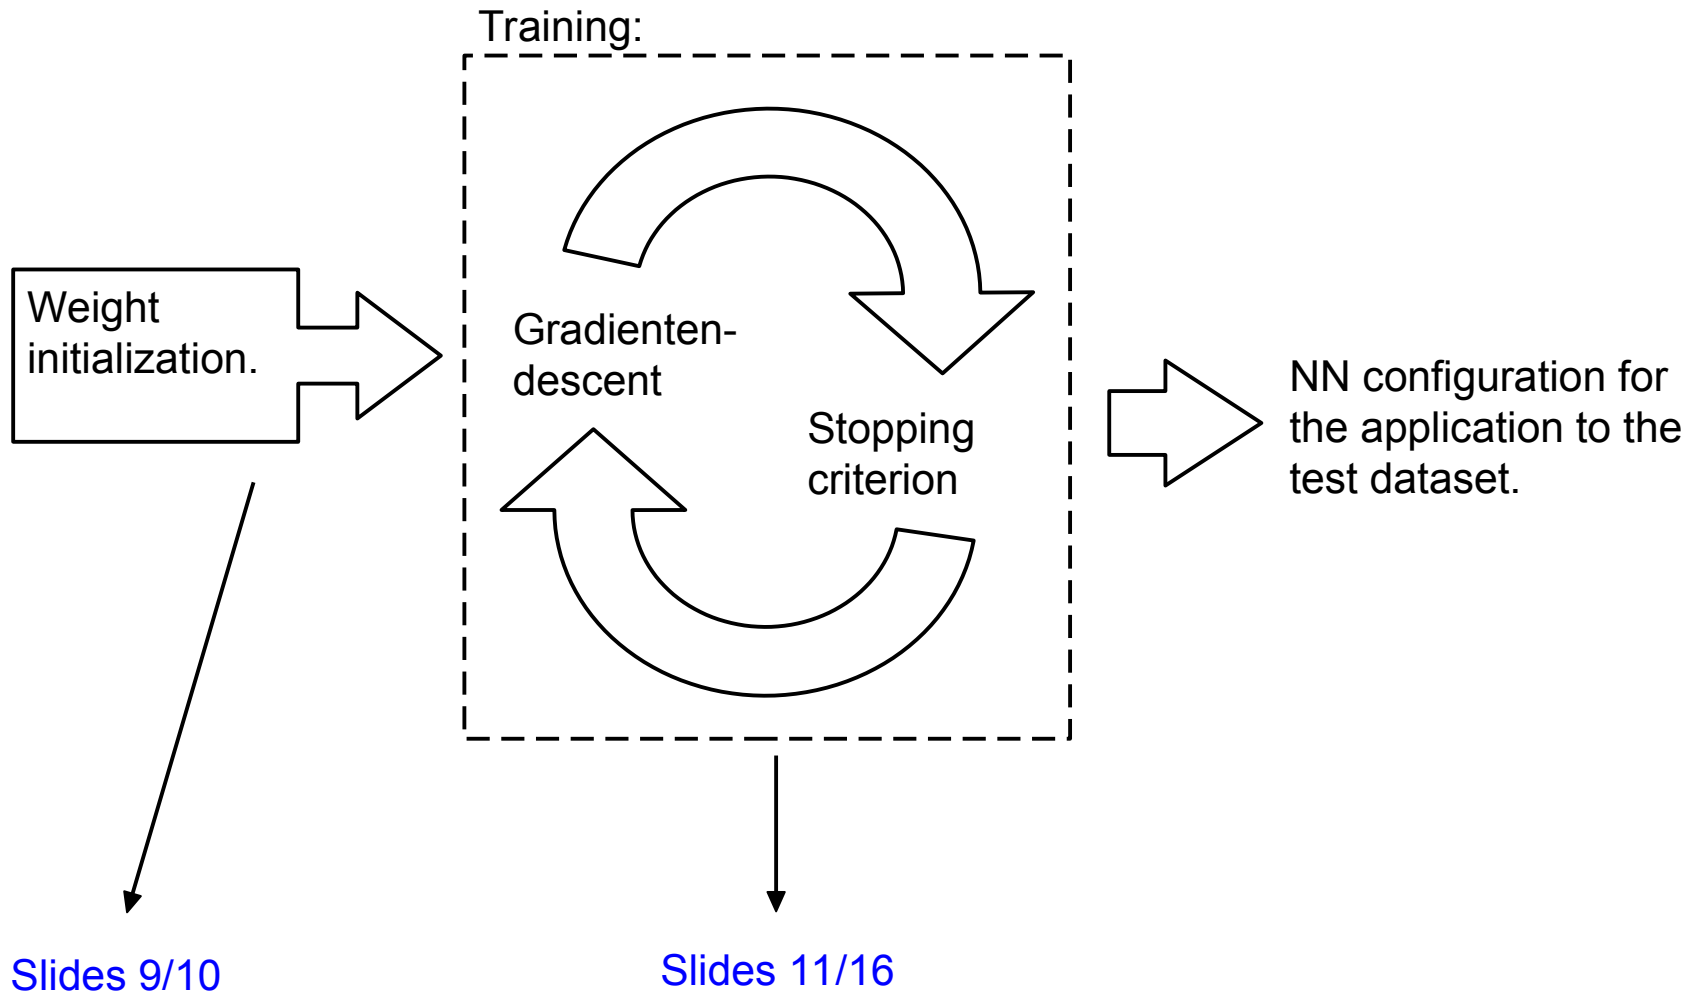 Training:
Weight
initialization.
Gradienten-
descent
Stopping
criterion
NN configuration for
the application to the
test dataset.
Slides 9/10
Slides 11/16